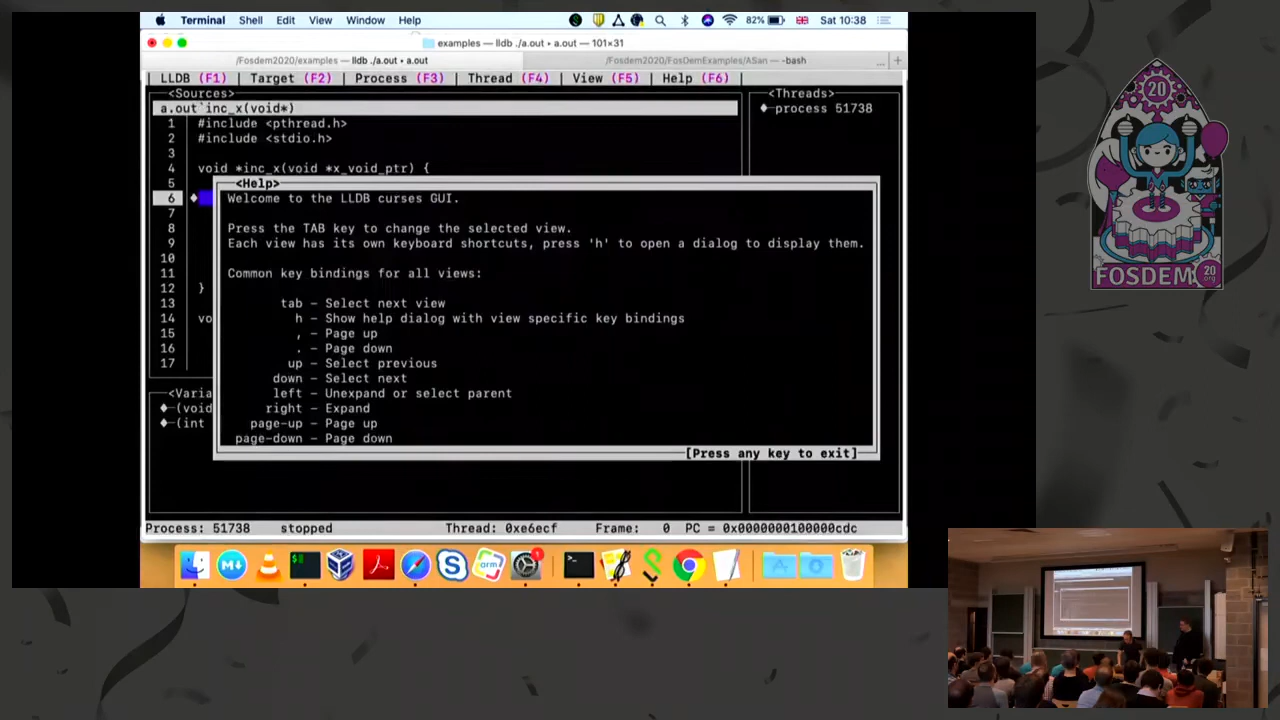 Terminal Shell Edit View Window Help 82% Sat 10:38
examples — lldb ./a.out • a.out — 101×31
/Fosdem2020/examples — lldb ./a.out • a.out
/Fosdem2020/FosDemExamples/ASan — -bash
... +
LLDB (F1) | Target (F2) | Process (F3) | Thread (F4) | View (F5) | Help (F6) |
<Sources>
<Threads>
a.out`inc_x(void*)
process 51738
1 #include <pthread.h>
2 #include <stdio.h>
3
4 void *inc_x(void *x_void_ptr) {
5
<Help>
6
Welcome to the LLDB curses GUI.
7
8
Press the TAB key to change the selected view.
9
Each view has its own keyboard shortcuts, press 'h' to open a dialog to display them.
10
11
Common key bindings for all views:
12 }
13
tab - Select next view
14 vo
h - Show help dialog with view specific key bindings
15
, - Page up
16
. - Page down
17
up - Select previous
down - Select next
<Varia
left - Unexpand or select parent
(void
right - Expand
(int
page-up - Page up
page-down - Page down
[Press any key to exit]
Process: 51738 stopped Thread: 0xe6ecf Frame: 0 PC = 0x0000000100000cdc
M
$
arm
1
>_
20
FOSDEM
20
.org